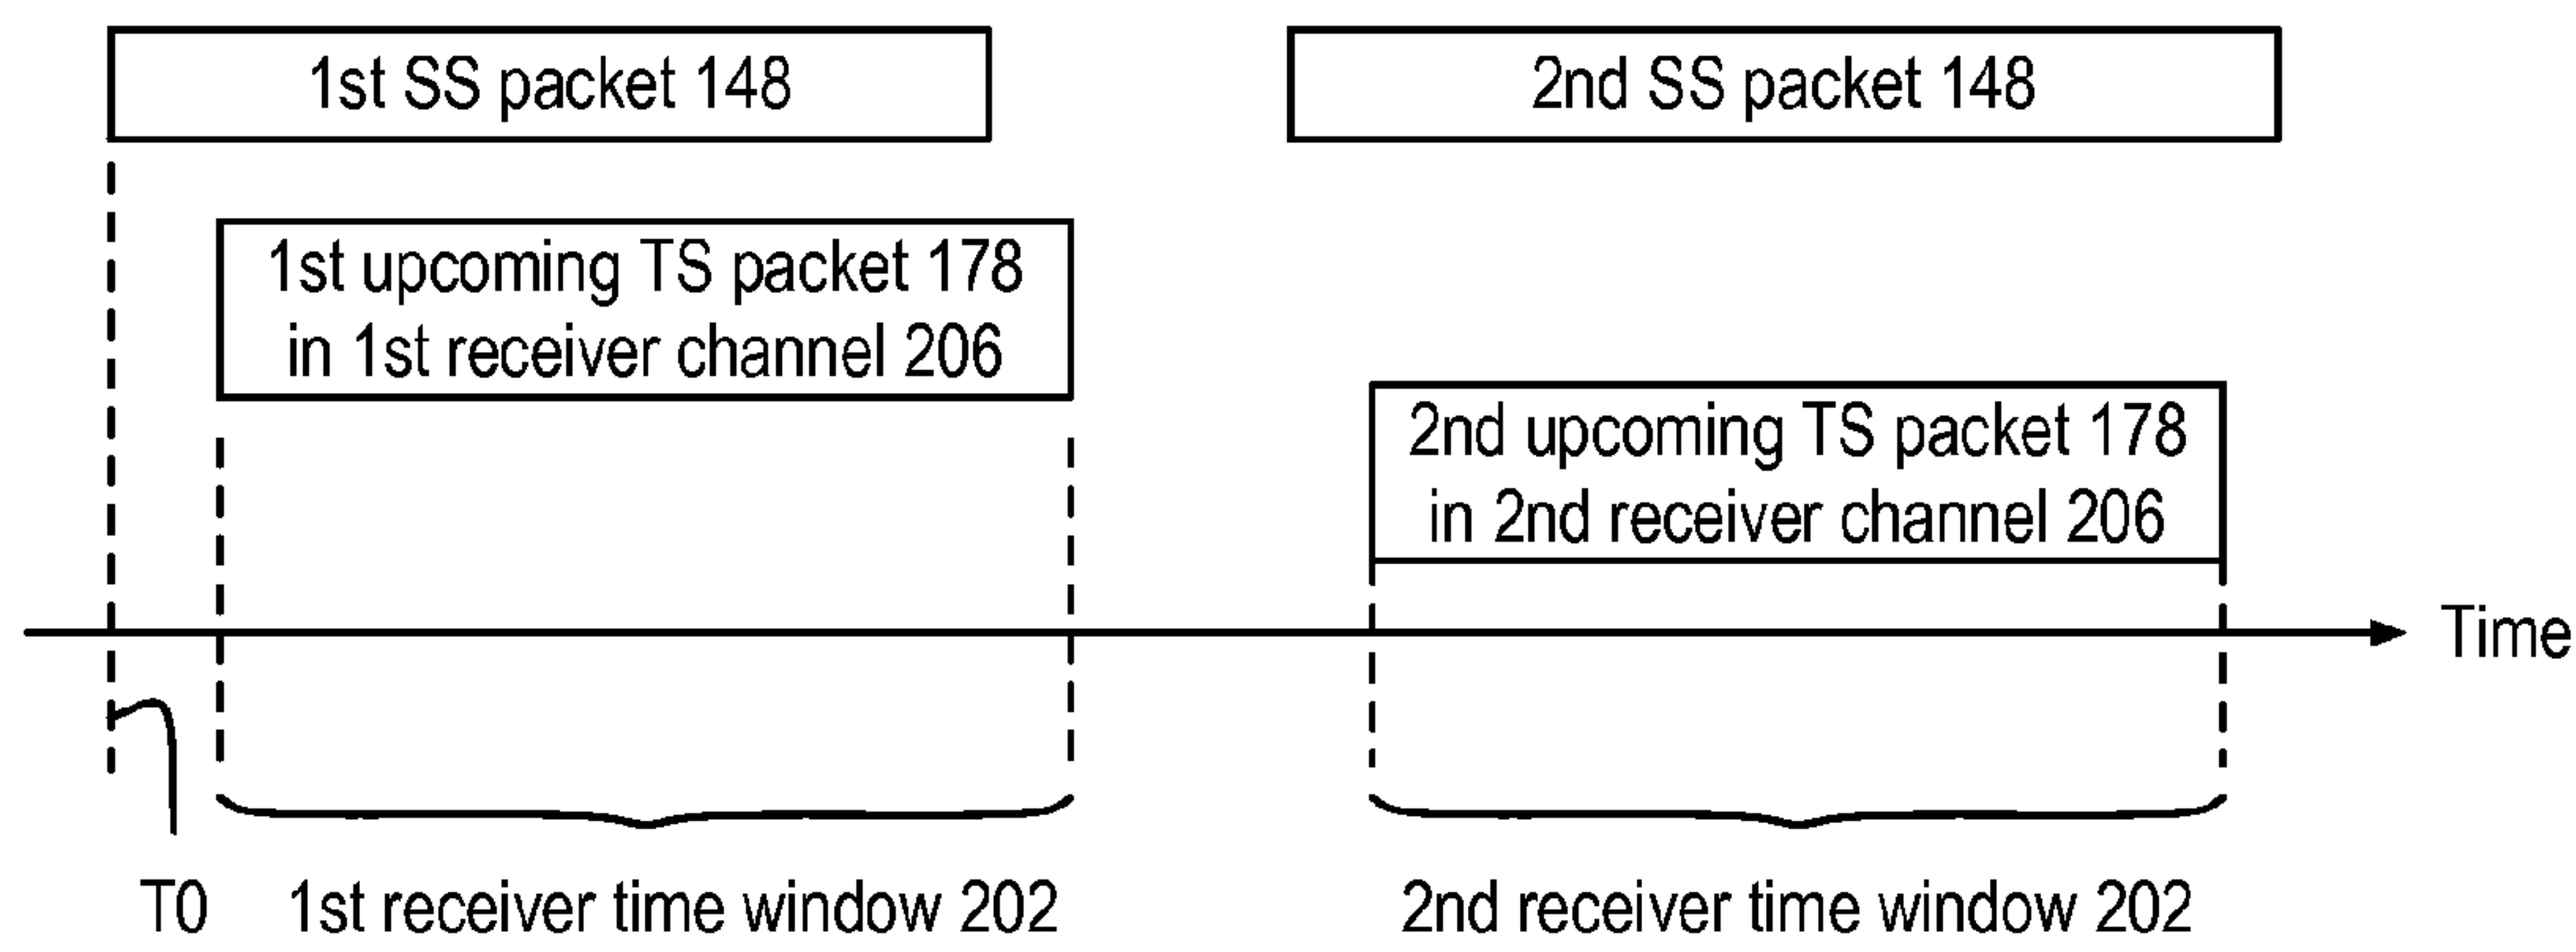 1st SS packet 148
2nd SS packet 148
1st upcoming TS packet 178
in 1st receiver channel 206
2nd upcoming TS packet 178
in 2nd receiver channel 206
Time
T0
1st receiver time window 202
2nd receiver time window 202